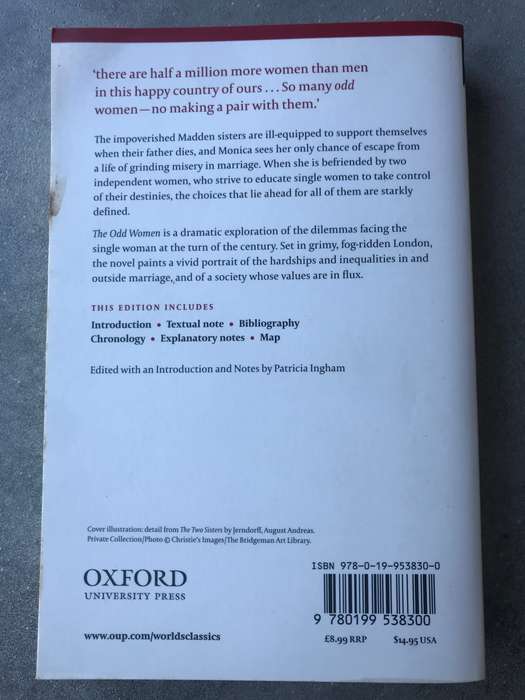 ‘there are half a million more women than men
in this happy country of ours . . . So many odd
women—no making a pair with them.’
The impoverished Madden sisters are ill-equipped to support themselves
when their father dies, and Monica sees her only chance of escape from
a life of grinding misery in marriage. When she is befriended by two
independent women, who strive to educate single women to take control
of their destinies, the choices that lie ahead for all of them are starkly
defined.
The Odd Women is a dramatic exploration of the dilemmas facing the
single woman at the turn of the century. Set in grimy, fog-ridden London,
the novel paints a vivid portrait of the hardships and inequalities in and
outside marriage, and of a society whose values are in flux.
THIS EDITION INCLUDES
Introduction • Textual note • Bibliography
Chronology • Explanatory notes • Map
Edited with an Introduction and Notes by Patricia Ingham
Cover illustration: detail from The Two Sisters by Jerndorff, August Andreas.
Private Collection/Photo © Christie's Images/The Bridgeman Art Library.
OXFORD
UNIVERSITY PRESS
www.oup.com/worldsclassics
ISBN 978-0-19-953830-0
9 780199 538300
£8.99 RRP $14.95 USA